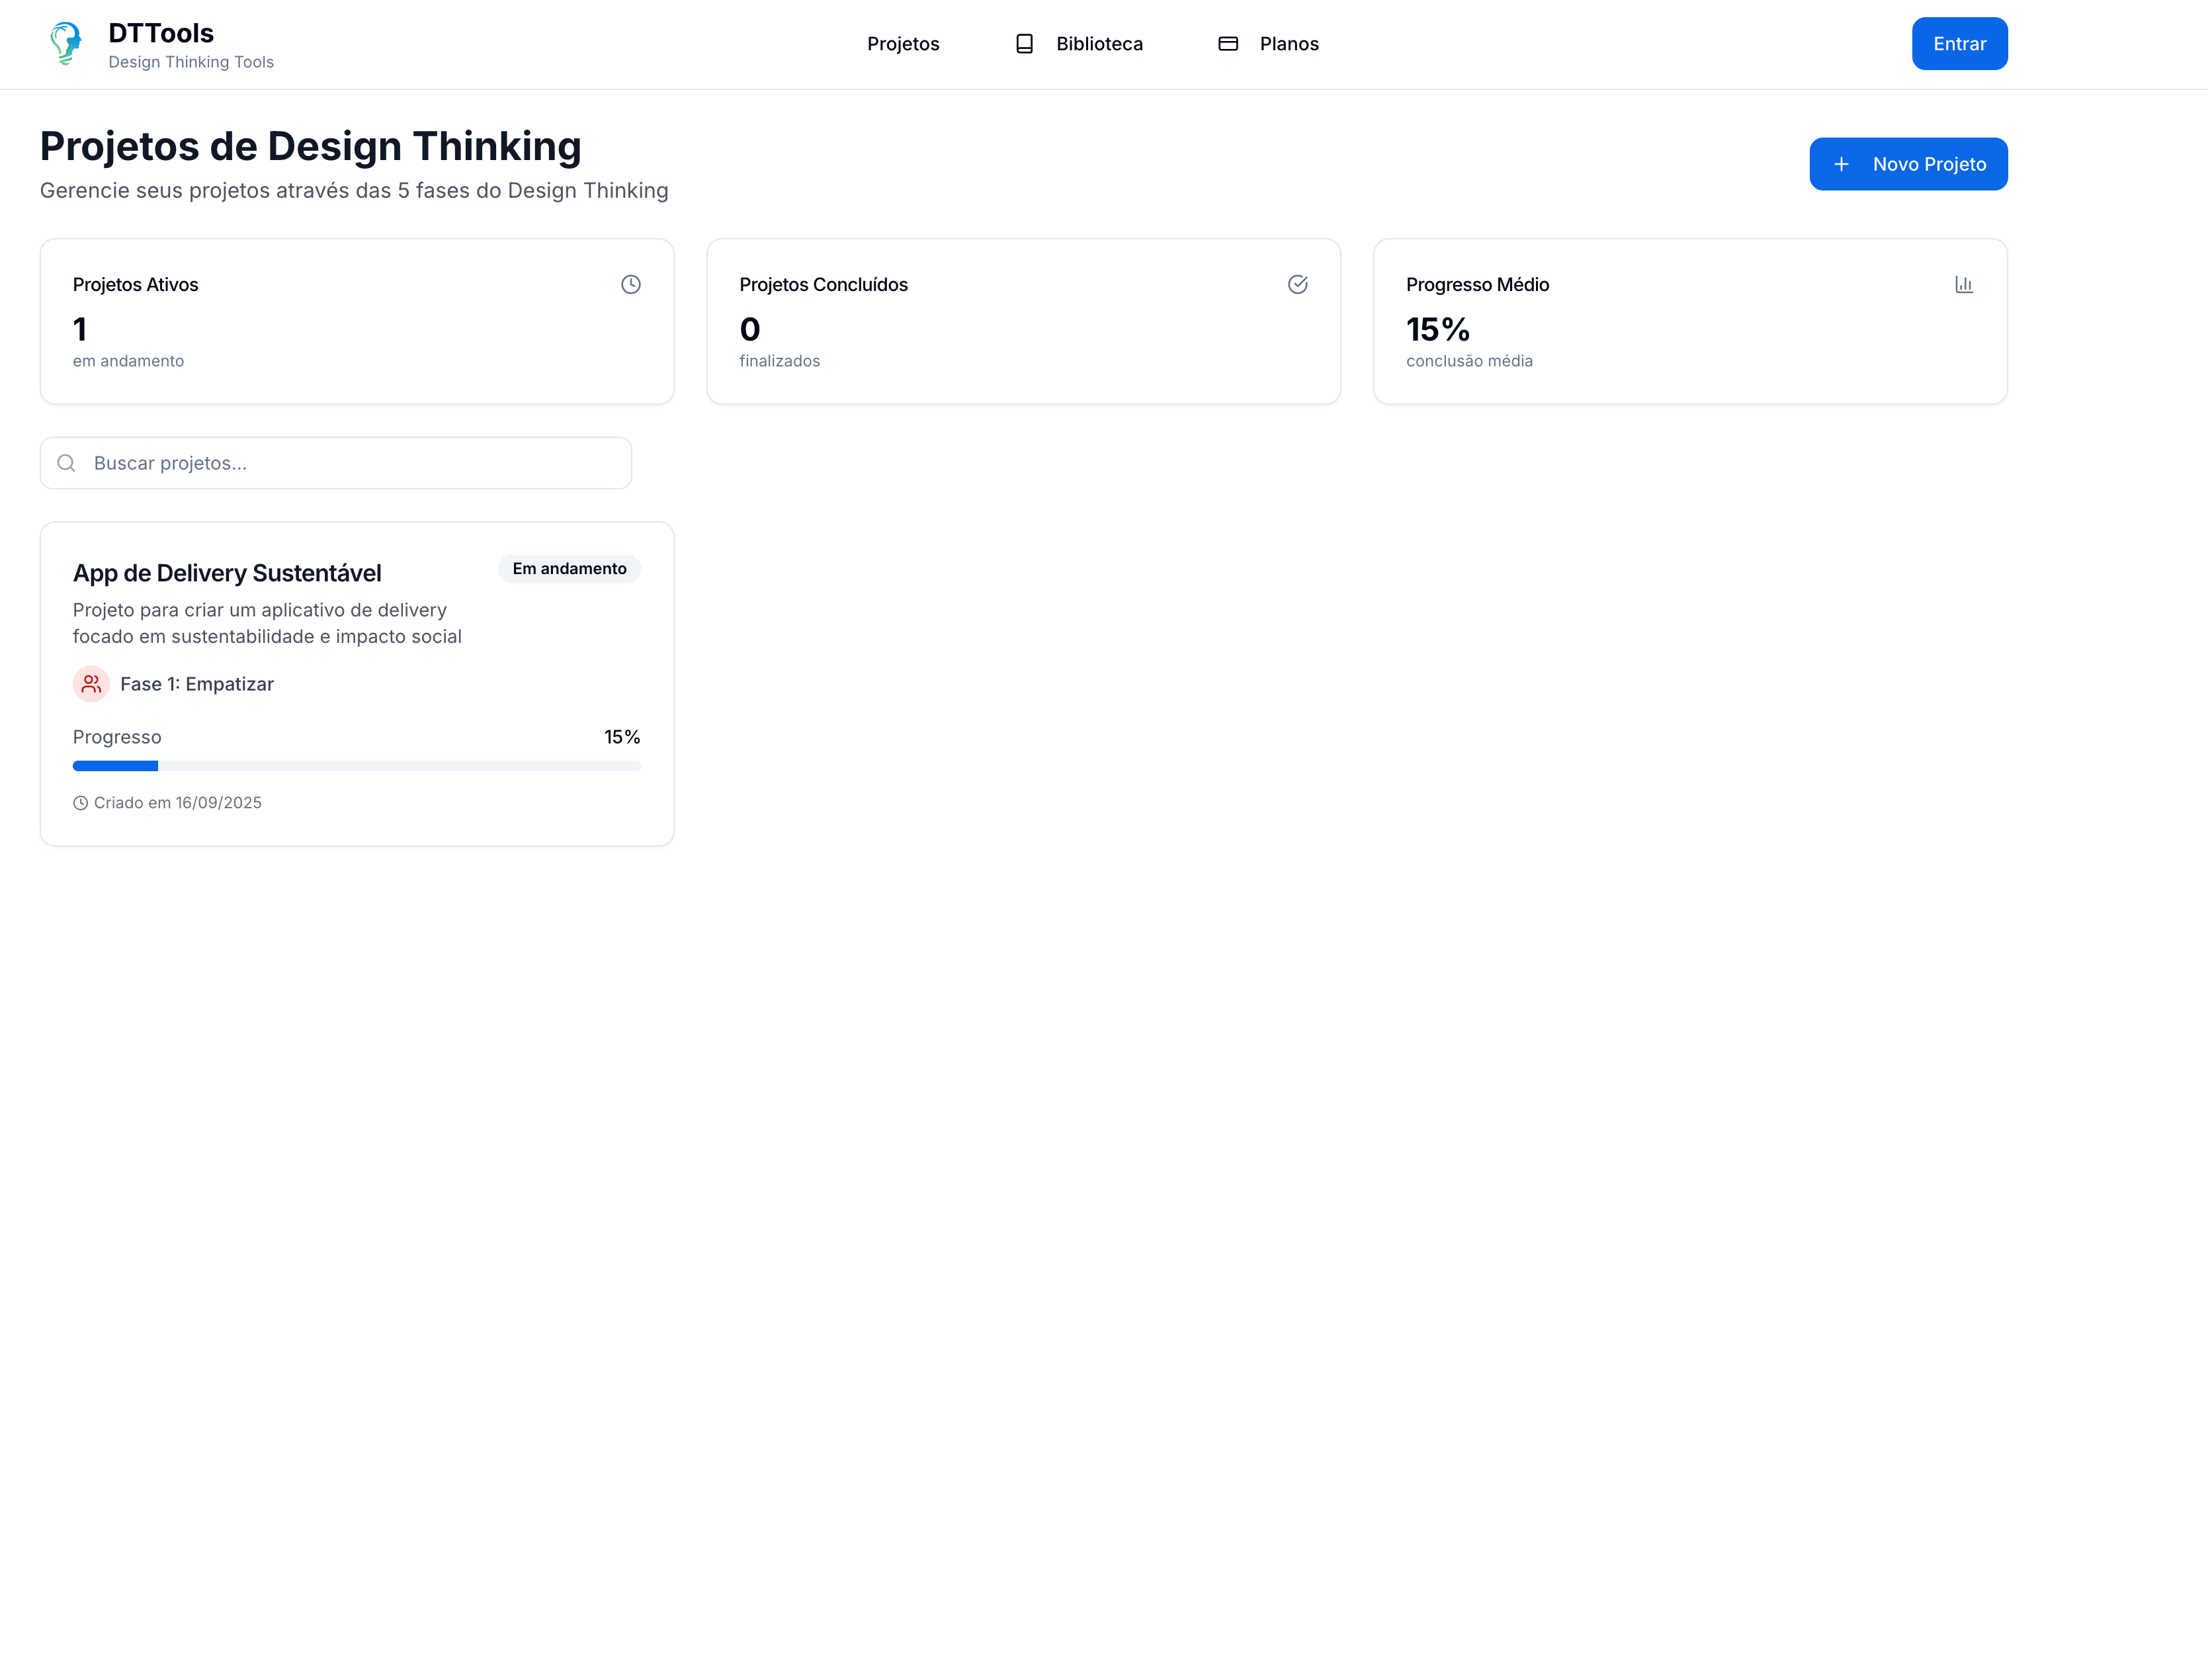 DTTools
Design Thinking Tools
Projetos
Biblioteca
Planos
Entrar
Projetos de Design Thinking
Gerencie seus projetos através das 5 fases do Design Thinking
Novo Projeto
Projetos Ativos
1
em andamento
Projetos Concluídos
0
finalizados
Progresso Médio
15%
conclusão média
Buscar projetos...
App de Delivery Sustentável
Em andamento
Projeto para criar um aplicativo de delivery
focado em sustentabilidade e impacto social
Fase 1: Empatizar
Progresso
15%
Criado em 16/09/2025